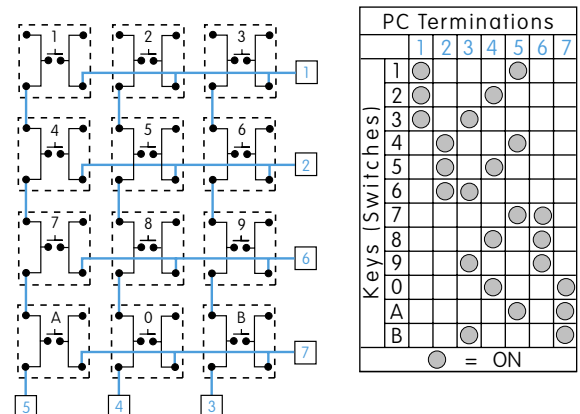 1 2 3
1
4 5 6
2
7 8 9
6
A 0 B
7
5 4 3
PC Terminations
1 2 3 4 5 6 7
Keys (Switches)
1
2
3
4
5
6
7
8
9
0
A
B
= ON